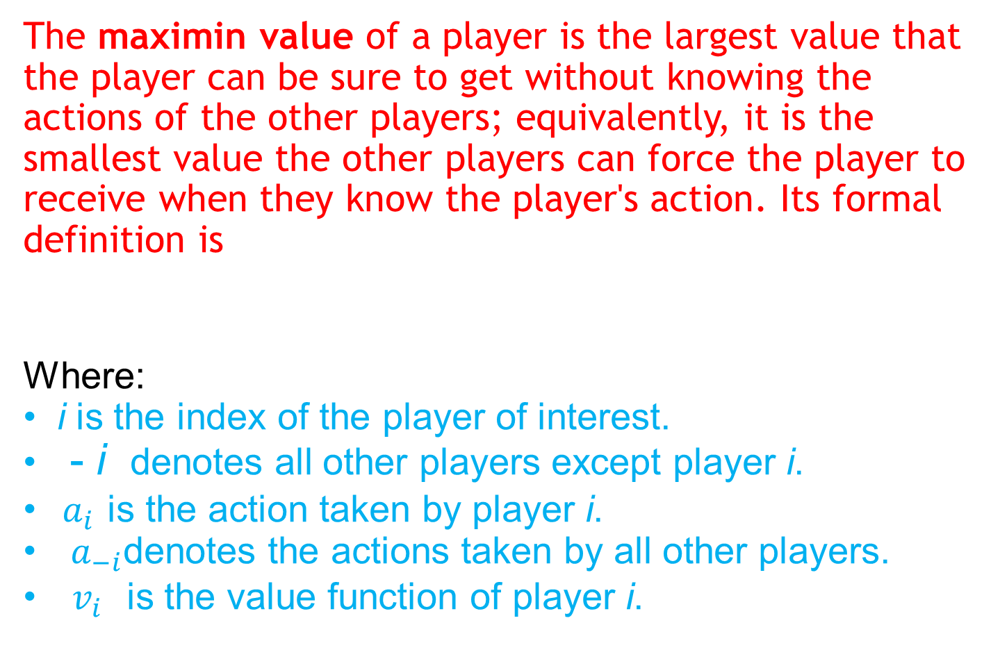 The maximin value of a player is the largest value that
the player can be sure to get without knowing the
actions of the other players; equivalently, it is the
smallest value the other players can force the player to
receive when they know the player's action. Its formal
definition is
Where:
• i is the index of the player of interest.
• - i denotes all other players except player i.
• 𝑎ᵢ is the action taken by player i.
• 𝑎₋ᵢdenotes the actions taken by all other players.
• 𝑣ᵢ is the value function of player i.